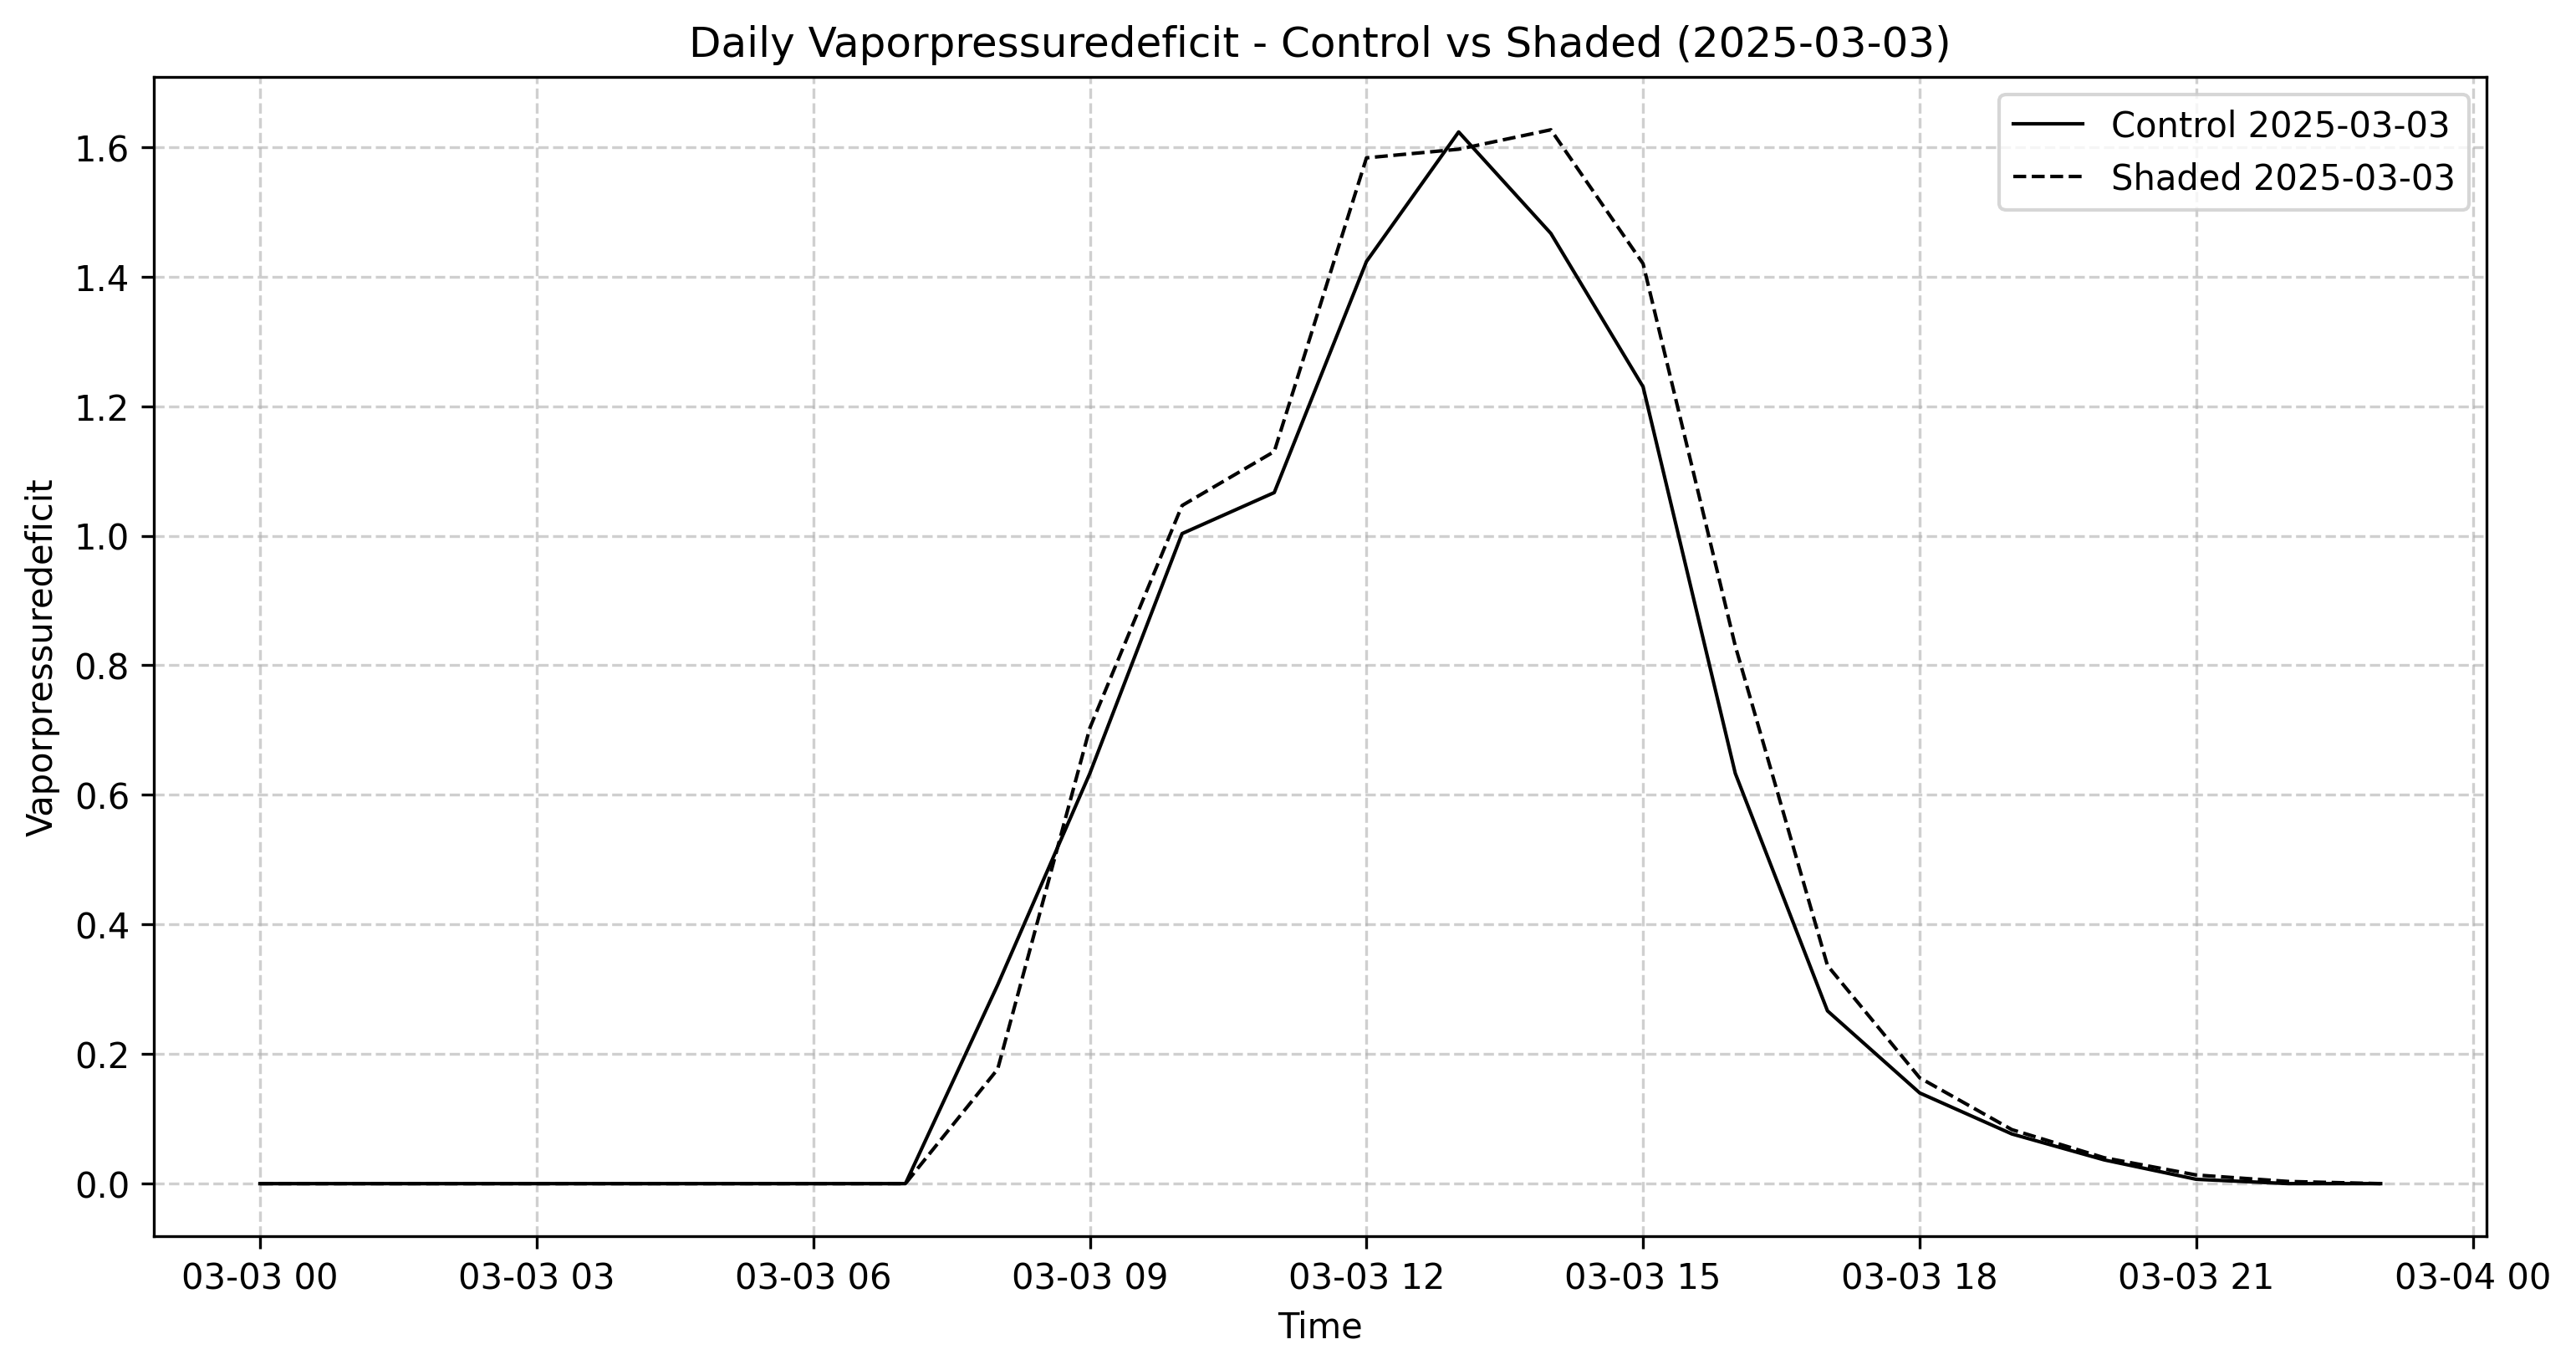 Daily Vaporpressuredeficit - Control vs Shaded (2025-03-03)
Control 2025-03-03
Shaded 2025-03-03
Vaporpressuredeficit
1.6
1.4
1.2
1.0
0.8
0.6
0.4
0.2
0.0
03-03 00 03-03 03 03-03 06 03-03 09 03-03 12 03-03 15 03-03 18 03-03 21 03-04 00
Time